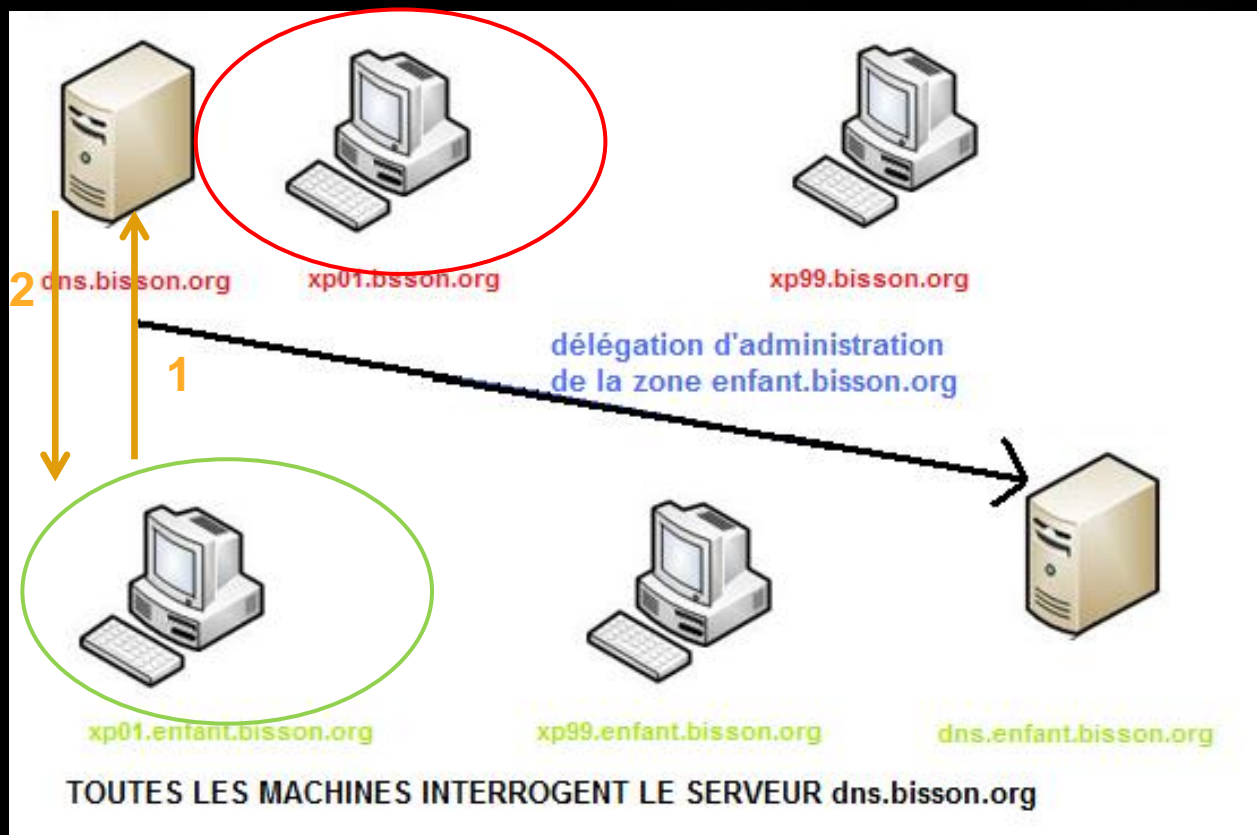 dns.bisson.org
xp01.bsson.org
xp99.bisson.org
2
1
délégation d'administration
de la zone enfant.bisson.org
xp01.enfant.bisson.org
xp99.enfant.bisson.org
dns.enfant.bisson.org
TOUTES LES MACHINES INTERROGENT LE SERVEUR dns.bisson.org